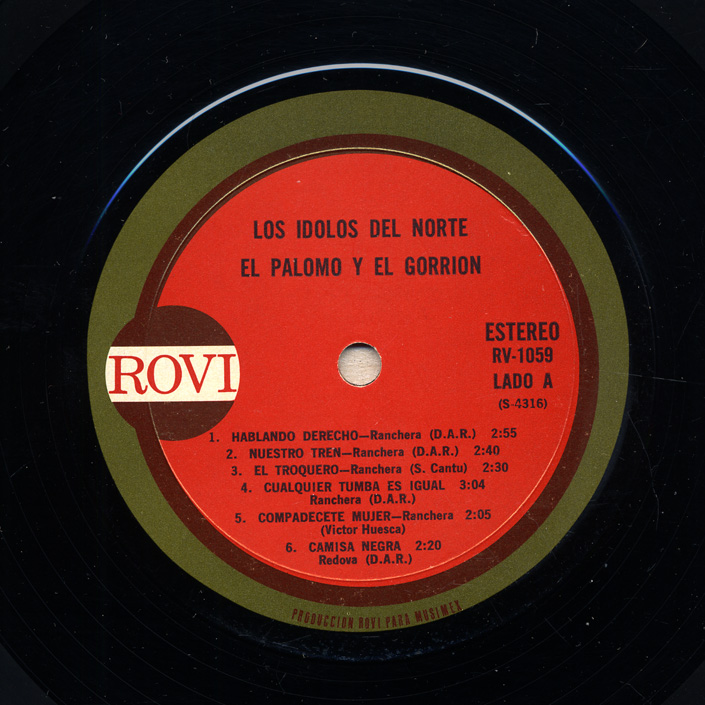 LOS IDOLOS DEL NORTE
EL PALOMO Y EL GORRION
ESTEREO
RV-1059
LADO A
(S-4316)
ROVI
1. HABLANDO DERECHO—Ranchera (D.A.R.) 2:55
2. NUESTRO TREN—Ranchera (D.A.R.) 2:40
3. EL TROQUERO—Ranchera (S. Cantu) 2:30
4. CUALQUIER TUMBA ES IGUAL 3:04
Ranchera (D.A.R.)
5. COMPADECETE MUJER—Ranchera 2:05
(Victor Huesca)
6. CAMISA NEGRA 2:20
Redova (D.A.R.)
PRODUCCION ROVI PARA MUSIMEX